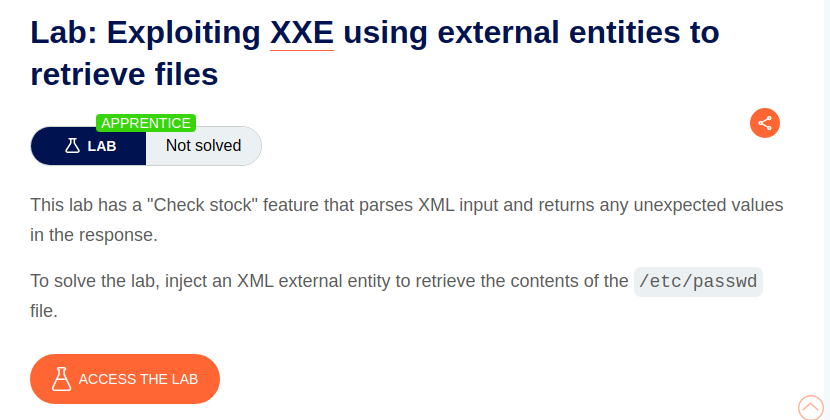 Lab: Exploiting XXE using external entities to
retrieve files
APPRENTICE
LAB Not solved
This lab has a "Check stock" feature that parses XML input and returns any unexpected values
in the response.
To solve the lab, inject an XML external entity to retrieve the contents of the /etc/passwd
file.
ACCESS THE LAB